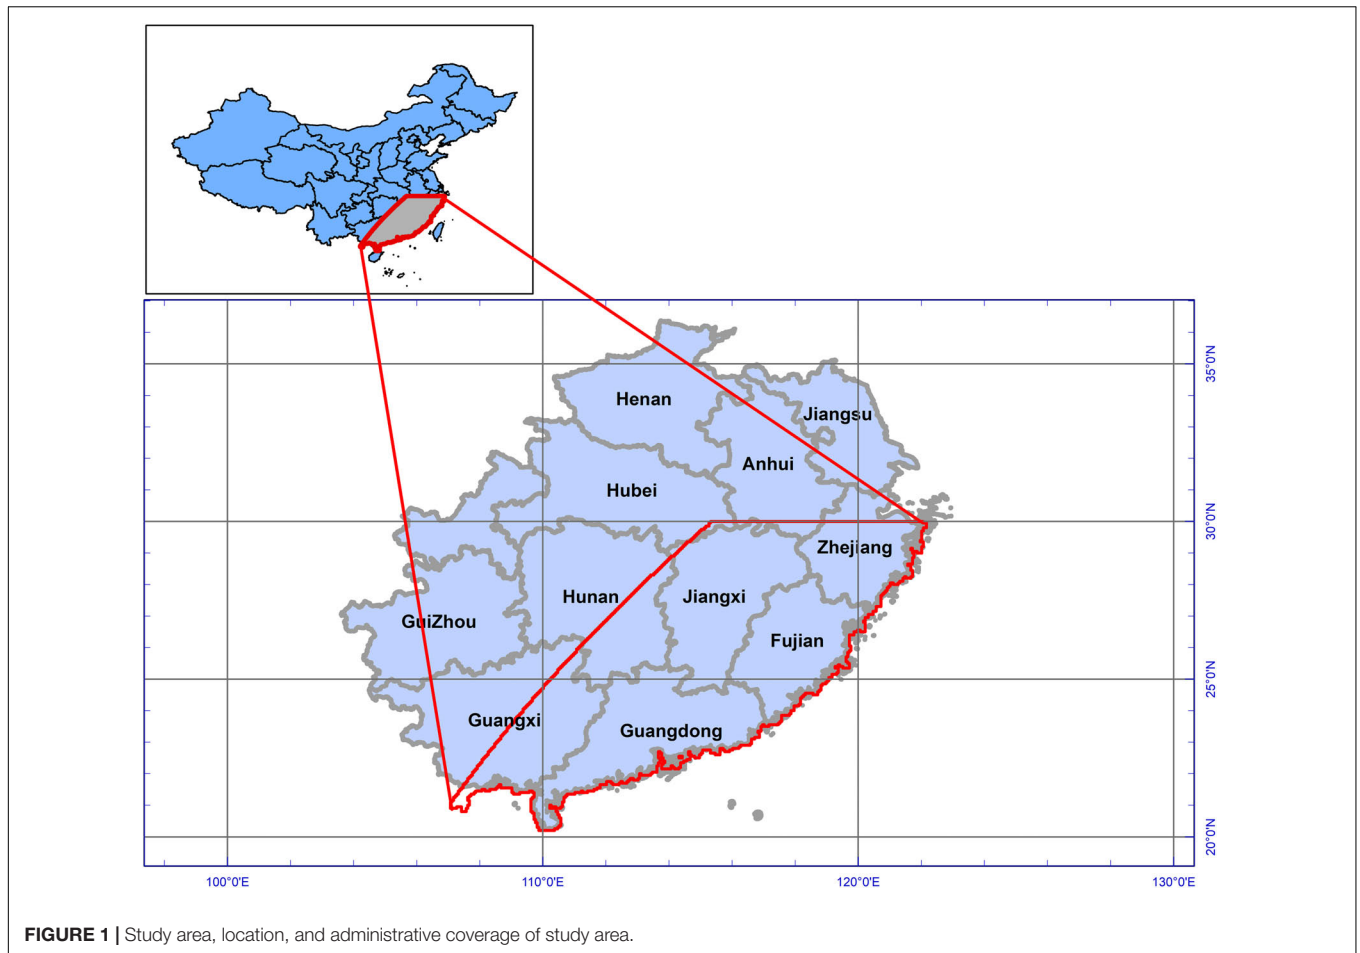 Henan
Jiangsu
Anhui
Hubei
Zhejiang
Hunan
Jiangxi
GuiZhou
Fujian
Guangxi
Guangdong
35°0'N
30°0'N
25°0'N
20°0'N
100°0'E 110°0'E 120°0'E 130°0'E
FIGURE 1 | Study area, location, and administrative coverage of study area.